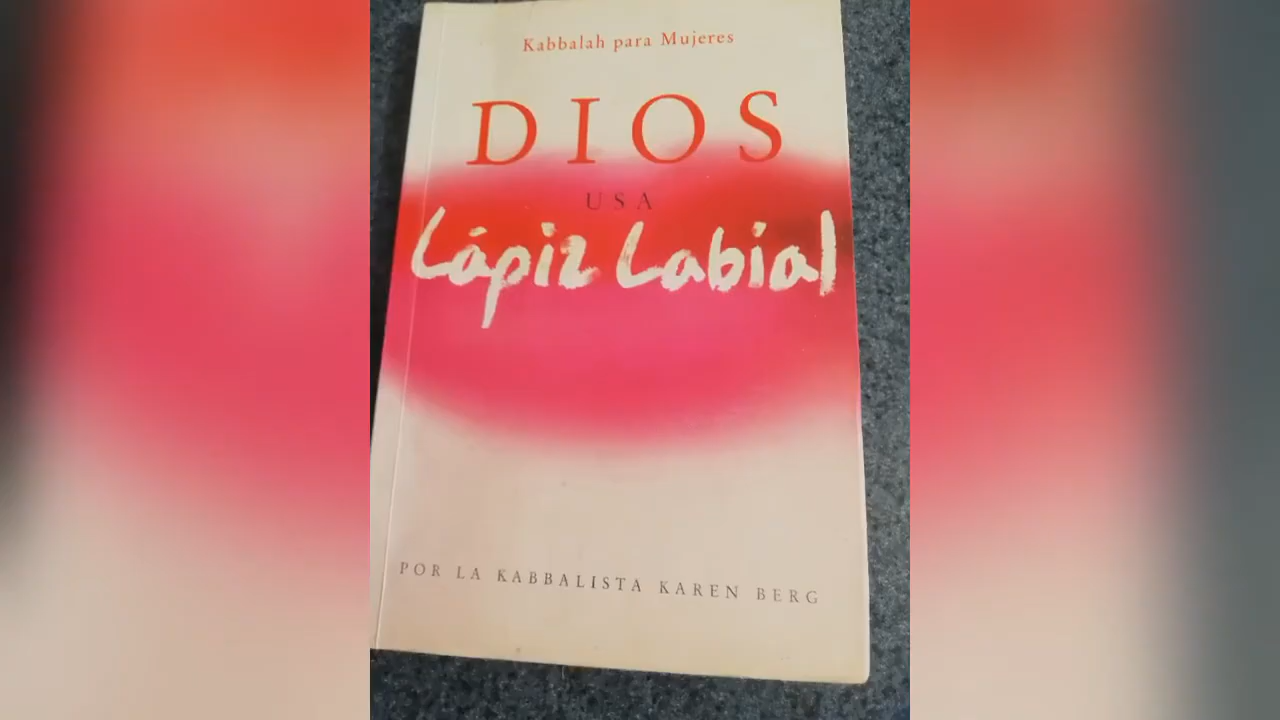 Kabbalah para Mujeres
DIOS
USA
Lápiz Labial
POR LA KABBALISTA KAREN BERG